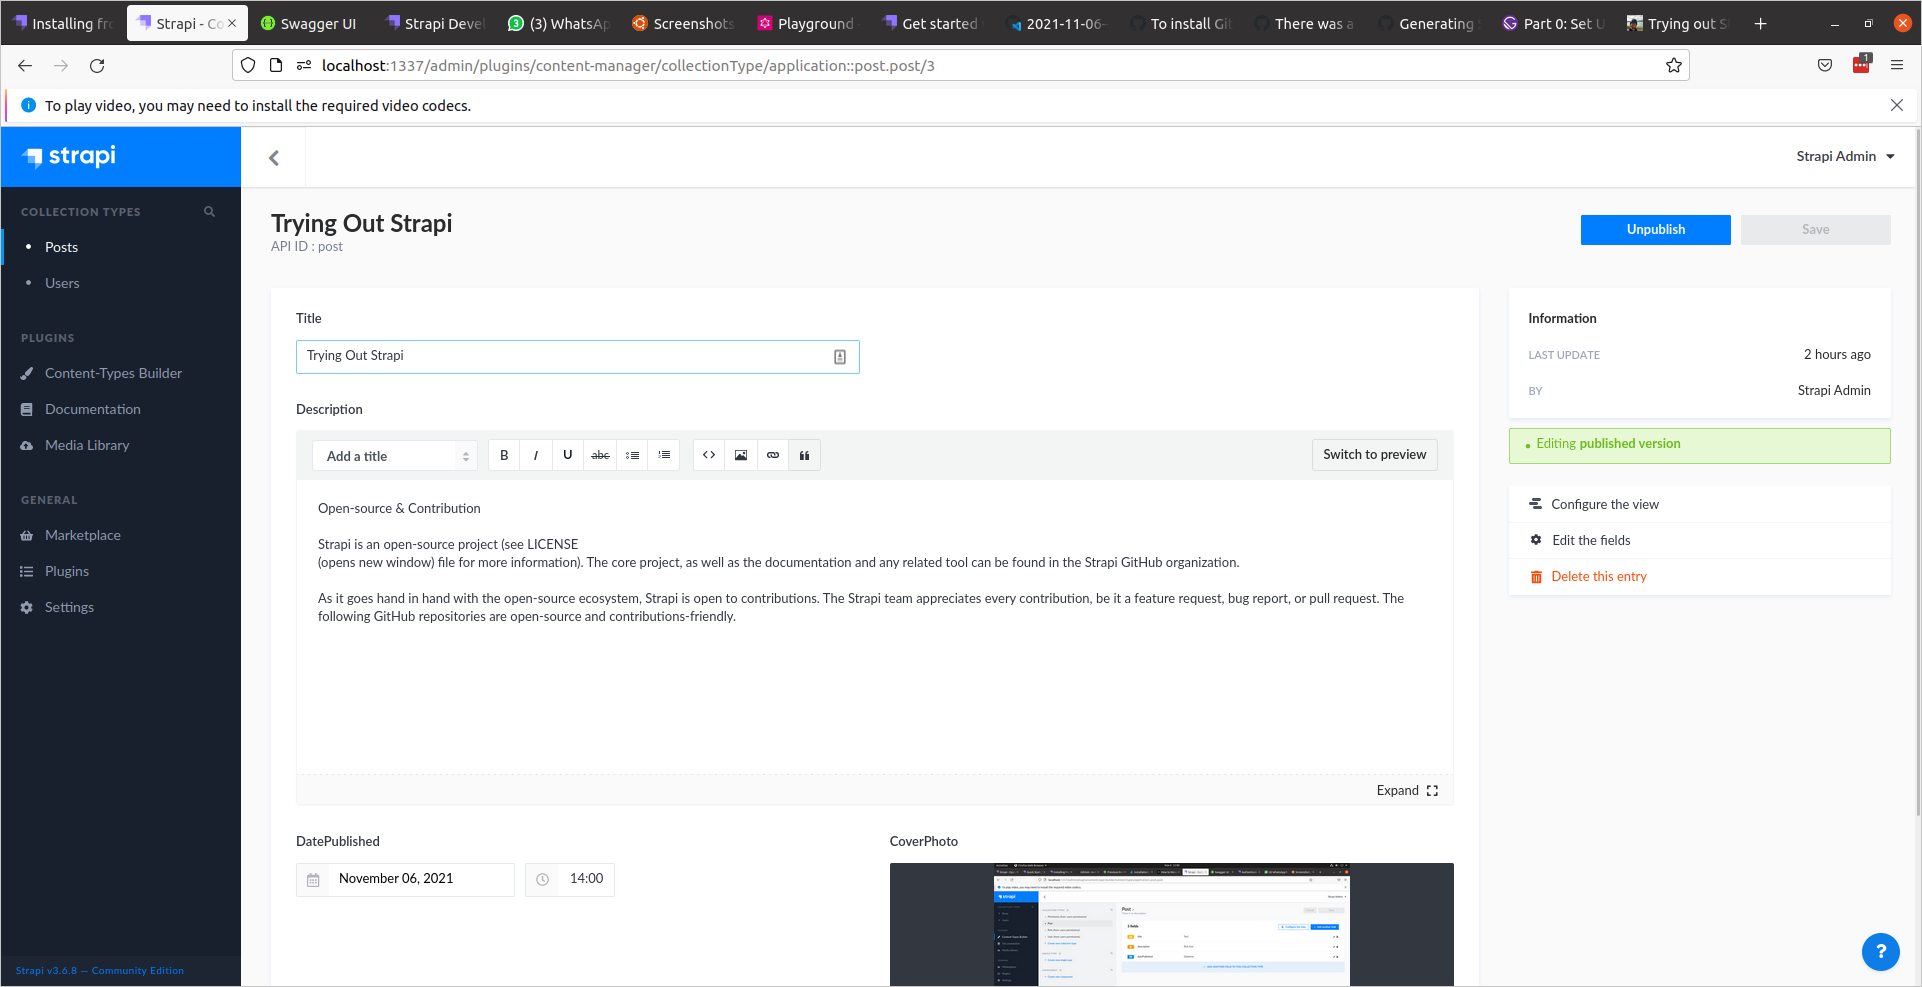 Installing fr
Strapi - Co
Swagger UI
Strapi Devel
(3) WhatsAp
Screenshots
Playground
Get started
2021-11-06-
To install Gi
There was a
Generating
Part 0: Set U
Trying out S
localhost:1337/admin/plugins/content-manager/collectionType/application::post.post/3
1
To play video, you may need to install the required video codecs.
strapi
Strapi Admin
COLLECTION TYPES
Posts
Users
PLUGINS
Content-Types Builder
Documentation
Media Library
GENERAL
Marketplace
Plugins
Settings
Strapi v3.6.8 — Community Edition
Trying Out Strapi
API ID : post
Unpublish
Save
Title
Trying Out Strapi
Description
Add a title
B
I
U
abc
Switch to preview
Open-source & Contribution
Strapi is an open-source project (see LICENSE
(opens new window) file for more information). The core project, as well as the documentation and any related tool can be found in the Strapi GitHub organization.
As it goes hand in hand with the open-source ecosystem, Strapi is open to contributions. The Strapi team appreciates every contribution, be it a feature request, bug report, or pull request. The
following GitHub repositories are open-source and contributions-friendly.
Expand
DatePublished
November 06, 2021
14:00
CoverPhoto
strapi
Information
LAST UPDATE
2 hours ago
BY
Strapi Admin
Editing published version
Configure the view
Edit the fields
Delete this entry
?